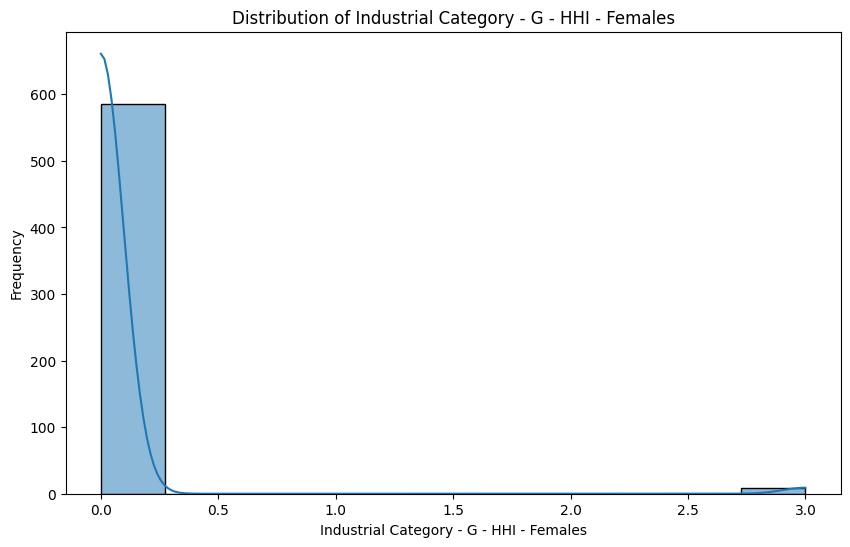 Distribution of Industrial Category - G - HHI - Females
Frequency
600
500
400
300
200
100
0
0.0 0.5 1.0 1.5 2.0 2.5 3.0
Industrial Category - G - HHI - Females